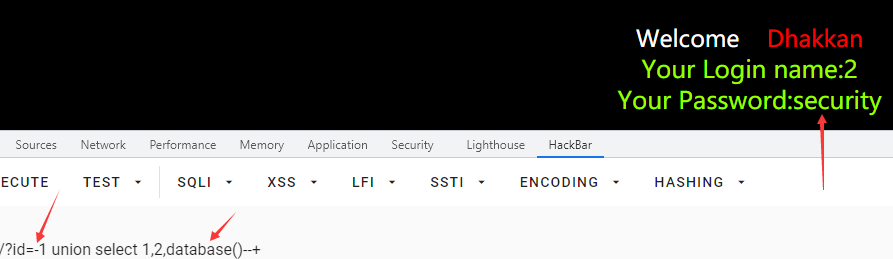 Welcome Dhakkan
Your Login name:2
Your Password:security
Sources Network Performance Memory Application Security Lighthouse HackBar
ECUTE TEST SQLI XSS LFI SSTI ENCODING HASHING
/?id=-1 union select 1,2,database()--+